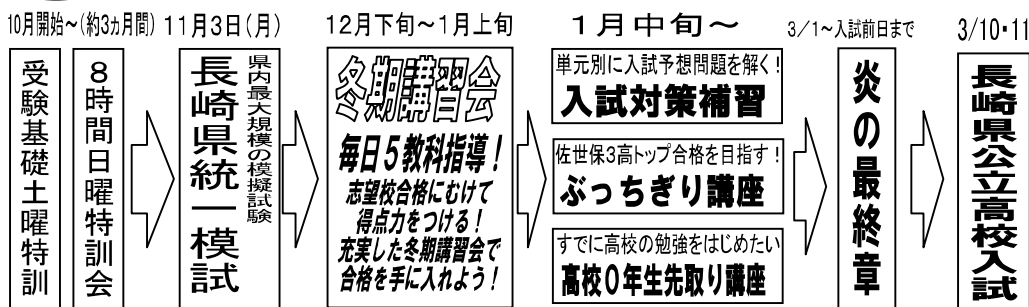 10月開始～(約3ヵ月間)
受験基礎土曜特訓
8時間日曜特訓会
11月3日(月)
県内最大規模の模擬試験
長崎県統一模試
12月下旬～1月上旬
冬期講習会
毎日5教科指導！
志望校合格にむけて
得点力をつける！
充実した冬期講習会で
合格を手に入れよう！
1月中旬～
単元別に入試予想問題を解く！
入試対策補習
佐世保3高トップ合格を目指す！
ぶっちぎり講座
すでに高校の勉強をはじめたい
高校0年生先取り講座
3/1～入試前日まで
炎の最終章
3/10・11
長崎県公立高校入試